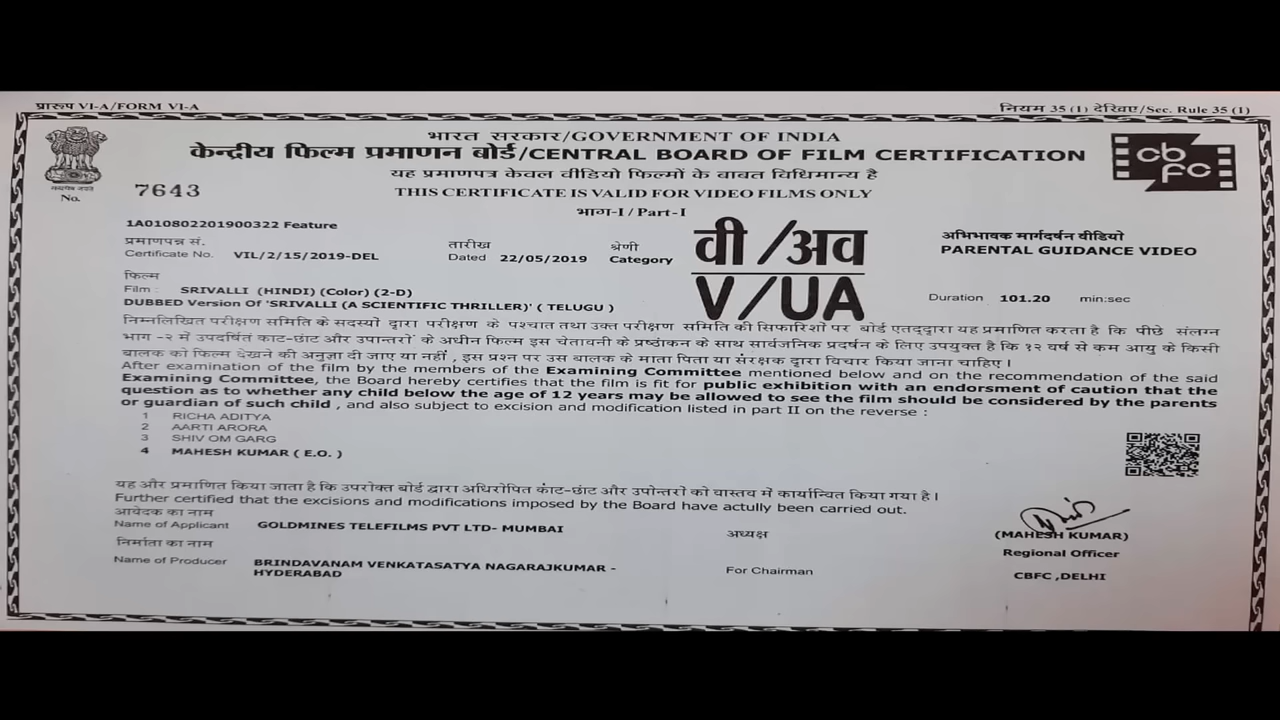 प्रारूप VI-A/FORM VI-A
नियम 35 (1) देखिए/Sec. Rule 35 (1)
भारत सरकार/GOVERNMENT OF INDIA
केन्द्रीय फिल्म प्रमाणन बोर्ड/CENTRAL BOARD OF FILM CERTIFICATION
cbfc
यह प्रमाणपत्र केवल वीडियो फिल्मों के बावत विधिमान्य है
सत्यमेव जयते
No. 7643
THIS CERTIFICATE IS VALID FOR VIDEO FILMS ONLY
भाग-I / Part-I
1A010802201900322 Feature
प्रमाणपत्र सं.
Certificate No. VIL/2/15/2019-DEL
तारीख
Dated 22/05/2019
श्रेणी
Category
वी/अव
V/UA
अभिभावक मार्गदर्षन वीडियो
PARENTAL GUIDANCE VIDEO
फिल्म
Film : SRIVALLI (HINDI) (Color) (2-D)
Duration 101.20 min:sec
DUBBED Version Of 'SRIVALLI (A SCIENTIFIC THRILLER)' ( TELUGU )
निम्नलिखित परीक्षण समिति के सदस्यों द्वारा परीक्षण के पश्चात तथा उक्त परीक्षण समिति की सिफारिशों पर बोर्ड एतद्द्वारा यह प्रमाणित करता है कि पीछे संलग्न
भाग -२ में उपदर्षित काट-छांट और उपान्तरों के अधीन फिल्म इस चेतावनी के प्रष्ठांकन के साथ सार्वजनिक प्रदर्षन के लिए उपयुक्त है कि १२ वर्ष से कम आयु के किसी
बालक को फिल्म देखने की अनुज्ञा दी जाए या नहीं , इस प्रश्न पर उस बालक के माता पिता या संरक्षक द्वारा विचार किया जाना चाहिए ।
After examination of the film by the members of the Examining Committee mentioned below and on the recommendation of the said
Examining Committee, the Board hereby certifies that the film is fit for public exhibition with an endorsment of caution that the
question as to whether any child below the age of 12 years may be allowed to see the film should be considered by the parents
or guardian of such child , and also subject to excision and modification listed in part II on the reverse :
1 RICHA ADITYA
2 AARTI ARORA
3 SHIV OM GARG
4 MAHESH KUMAR ( E.O. )
यह और प्रमाणित किया जाता है कि उपरोक्त बोर्ड द्वारा अधिरोपित कांट-छांट और उपोन्तरों को वास्तव में कार्यान्वित किया गया है ।
Further certified that the excisions and modifications imposed by the Board have actully been carried out.
आवेदक का नाम
Name of Applicant GOLDMINES TELEFILMS PVT LTD- MUMBAI
निर्माता का नाम
Name of Producer BRINDAVANAM VENKATASATYA NAGARAJKUMAR -
HYDERABAD
अध्यक्ष
For Chairman
(MAHESH KUMAR)
Regional Officer
CBFC ,DELHI